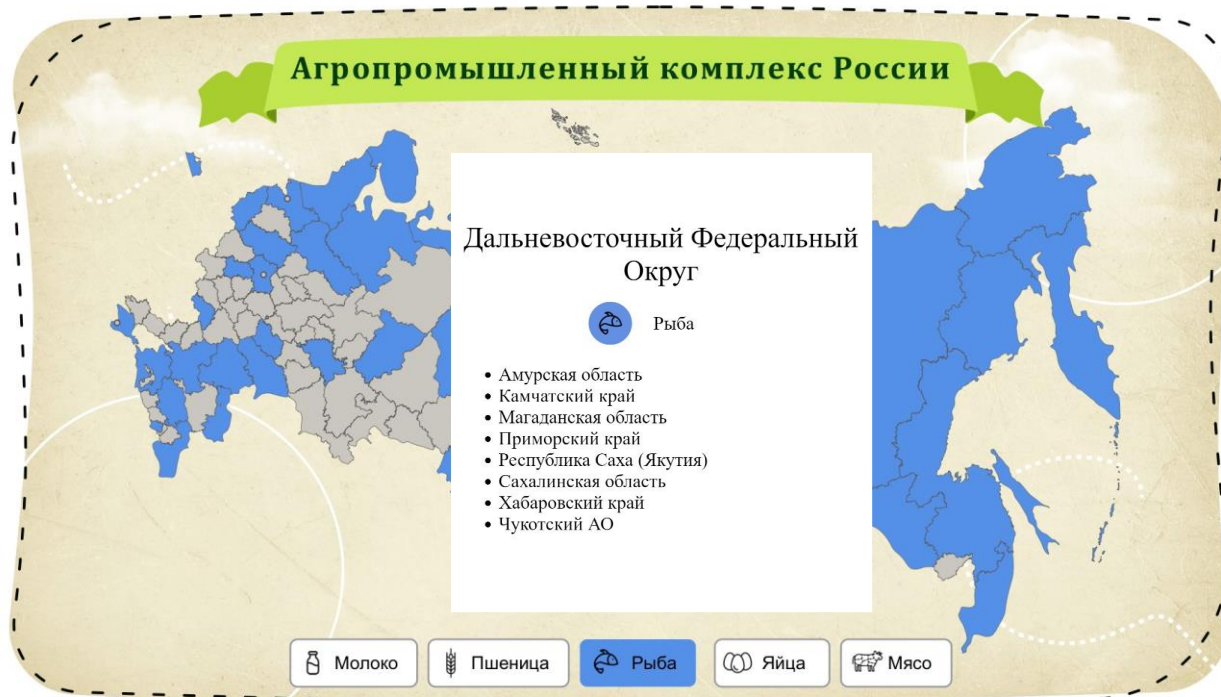 Агропромышленный комплекс России
Дальневосточный Федеральный
Округ
Рыба
• Амурская область
• Камчатский край
• Магаданская область
• Приморский край
• Республика Саха (Якутия)
• Сахалинская область
• Хабаровский край
• Чукотский АО
Молоко Пшеница Рыба Яйца Мясо